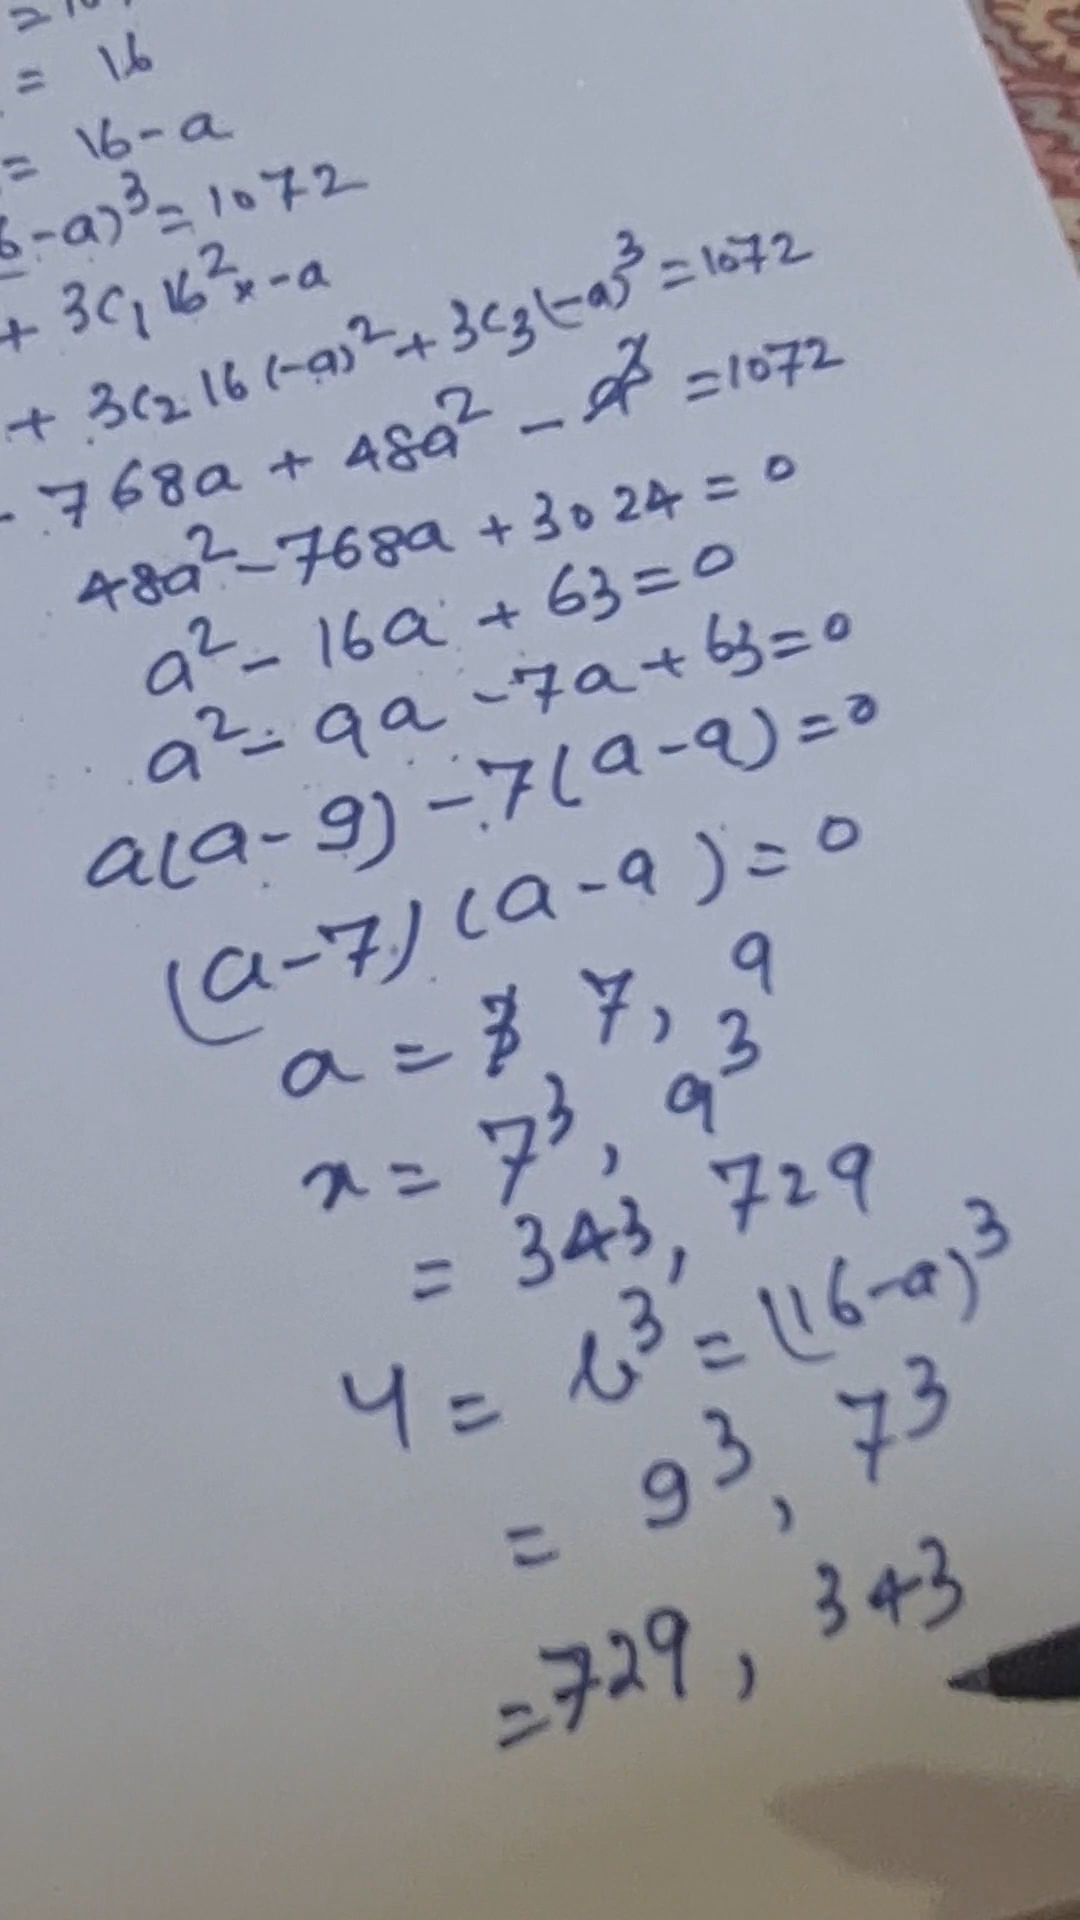 = 16
= 16-a
-a)³=1072
+ 3C₁ 16²x-a
+ 3C₂ 16 (-a)² + 3C₃ (-a)³ = 1072
- 768a + 48a² - = 1072
48a² - 768a + 3024 = 0
a² - 16a + 63 = 0
a² - 9a - 7a + 63 = 0
a(a-9) - 7(a-9) = 0
(a-7) (a-9) = 0
a = 7, 9
x = 7³, 9³
= 343, 729
y = b³ = (16-a)³
= 9³, 7³
= 729, 343